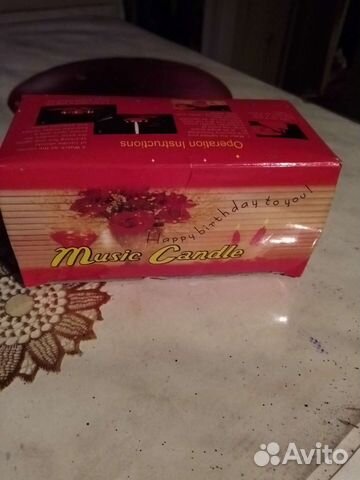 Operation Instructions
Happy birthday to you!
Music Candle
Avito